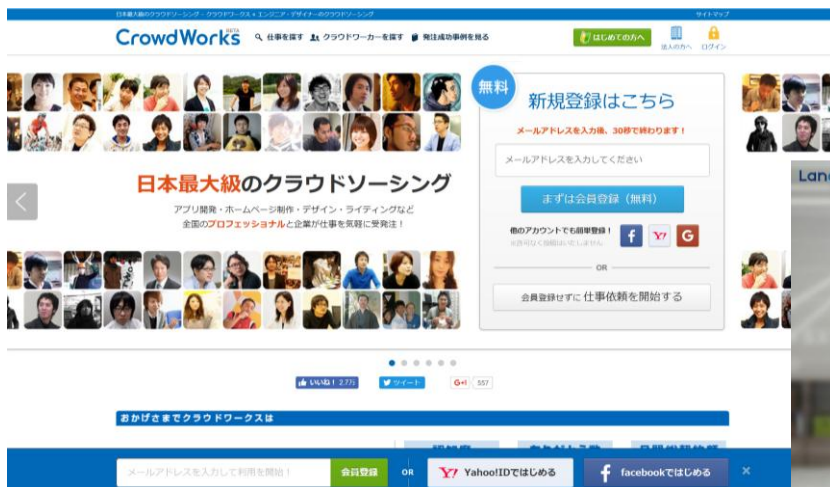 日本最大級のクラウドソーシング - クラウドワークス × エンジニア・デザイナーのクラウドソーシング
サイトマップ
CrowdWorks BETA
仕事を探す
クラウドワーカーを探す
発注成功事例を見る
はじめての方へ
法人の方へ
ログイン
無料
新規登録はこちら
メールアドレスを入力後、30秒で終わります！
メールアドレスを入力してください
まずは会員登録（無料）
他のアカウントでも簡単登録！
※許可なく投稿はいたしません
OR
会員登録せずに仕事依頼を開始する
日本最大級のクラウドソーシング
アプリ開発・ホームページ制作・デザイン・ライティングなど
全国のプロフェッショナルと企業が仕事を気軽に受発注！
いいね！ 2.7万
ツイート
G+1 557
おかげさまでクラウドワークスは
メールアドレスを入力して利用を開始！
会員登録
OR
Yahoo!IDではじめる
facebookではじめる
×